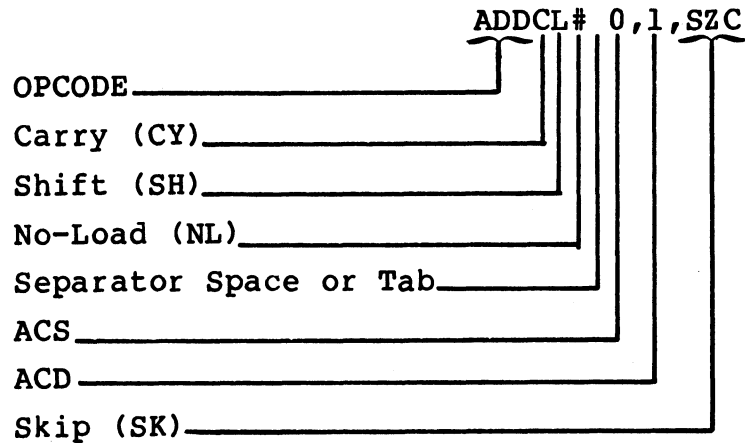 ADDCL# 0,1,SZC
OPCODE
Carry (CY)
Shift (SH)
No-Load (NL)
Separator Space or Tab
ACS
ACD
Skip (SK)